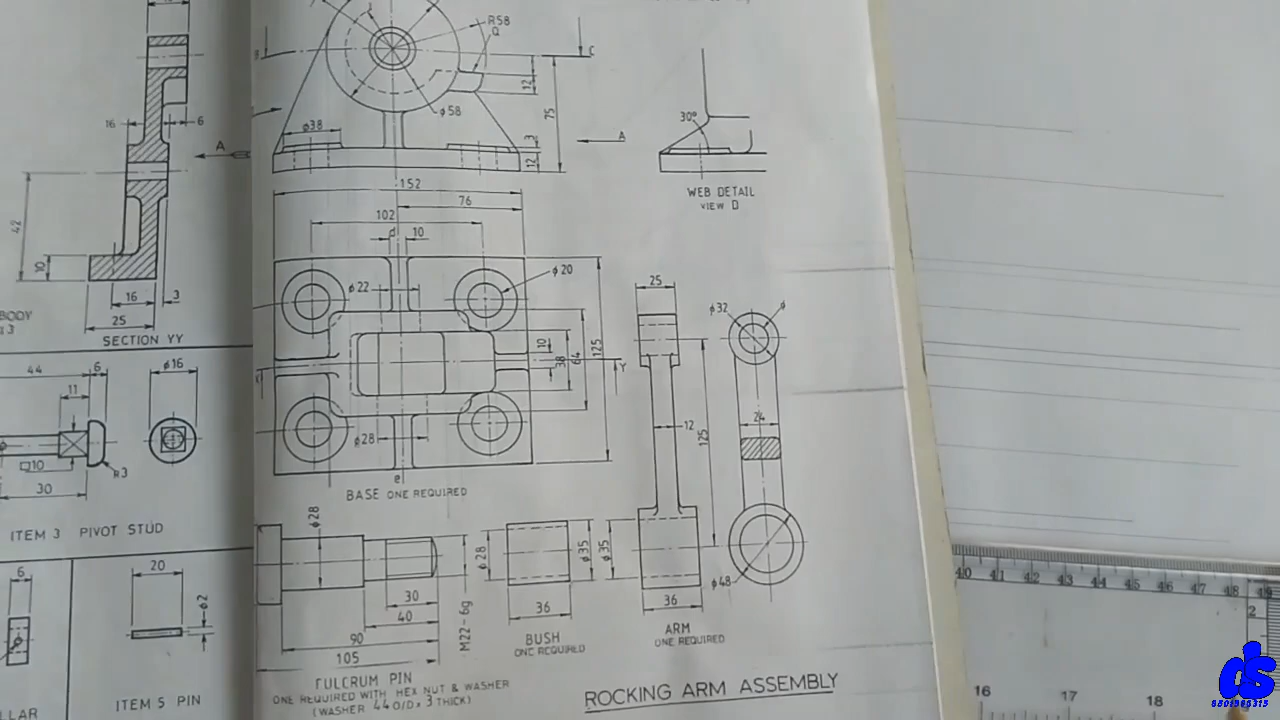 R58
Q
C
12
75
φ58
φ38
3
12
A
16
6
A
42
10
16
3
25
SECTION YY
BODY
30°
WEB DETAIL
VIEW D
152
76
102
d
10
φ22
φ20
10
38
64
125
Y
φ28
e
BASE ONE REQUIRED
25
φ32
φ
12
125
24
φ48
φ35
36
ARM
ONE REQUIRED
44
6
φ16
11
□10
R3
30
ITEM 3 PIVOT STUD
φ28
30
40
90
105
M22-6g
FULCRUM PIN
ONE REQUIRED WITH HEX NUT & WASHER
(WASHER 44 O/D x 3 THICK)
φ28
φ35
36
BUSH
ONE REQUIRED
6
20
φ2
ITEM 5 PIN
LLAR
ROCKING ARM ASSEMBLY
40 41 42 43 44 45 46 47 48 49
2
16 17 18